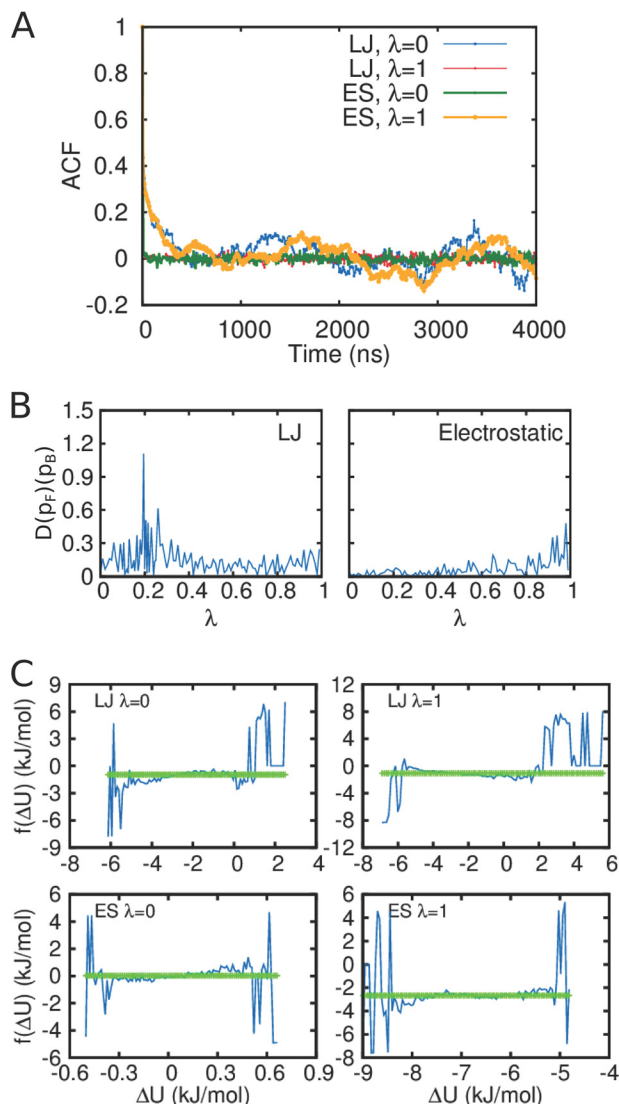 A
1
0.8
0.6
0.4
0.2
0
-0.2
ACF
LJ, λ=0
LJ, λ=1
ES, λ=0
ES, λ=1
0 1000 2000 3000 4000
Time (ns)
B
1.5
1.2
0.9
0.6
0.3
0
D(pF)(pB)
LJ
Electrostatic
0 0.2 0.4 0.6 0.8 1
0 0.2 0.4 0.6 0.8 1
λ
λ
C
9
6
3
0
-3
-6
-9
f(ΔU) (kJ/mol)
LJ λ=0
-8 -4 0 4
12
8
4
0
-4
-8
-12
LJ λ=1
-8 -6 -4 -2 0 2 4 6
6
4
2
0
-2
-4
-6
f(ΔU) (kJ/mol)
ES λ=0
-0.6 -0.3 0 0.3 0.6 0.9
ΔU (kJ/mol)
6
4
2
0
-2
-4
-6
-8
ES λ=1
-9 -8 -7 -6 -5 -4
ΔU (kJ/mol)